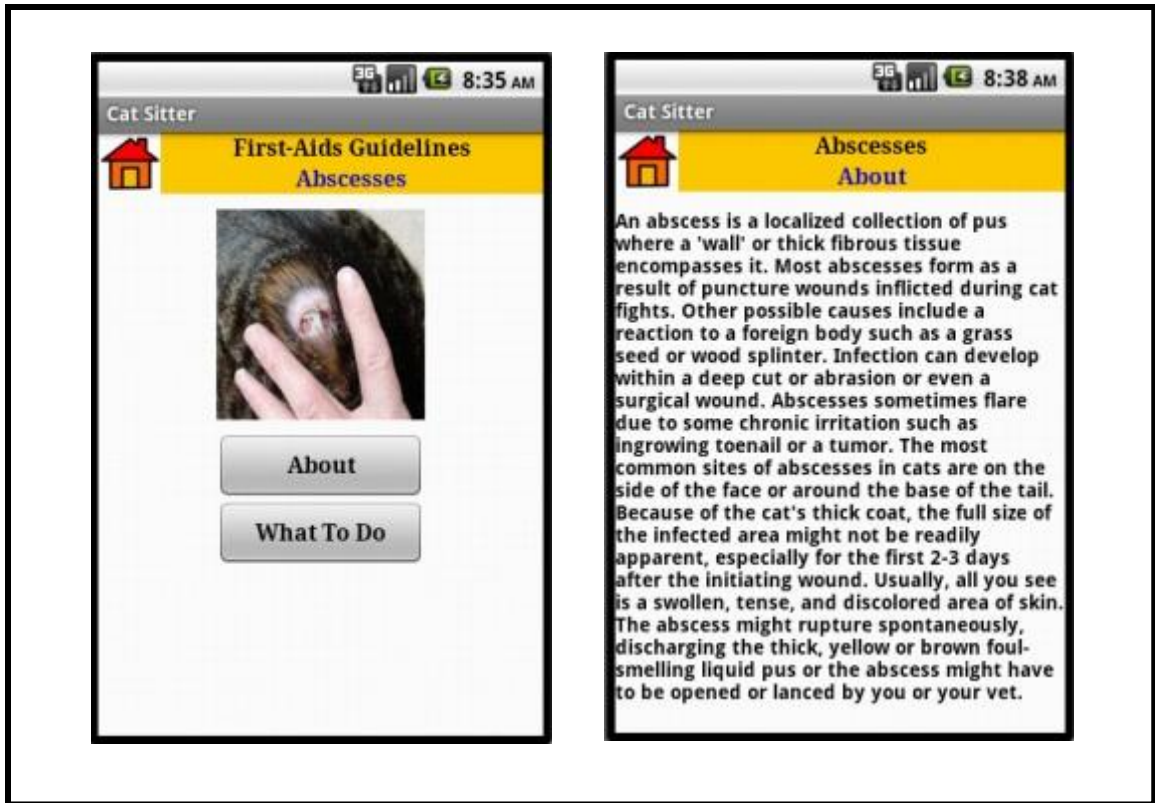 8:35 AM
Cat Sitter
First-Aids Guidelines
Abscesses
About
What To Do
8:38 AM
Cat Sitter
Abscesses
About
An abscess is a localized collection of pus
where a 'wall' or thick fibrous tissue
encompasses it. Most abscesses form as a
result of puncture wounds inflicted during cat
fights. Other possible causes include a
reaction to a foreign body such as a grass
seed or wood splinter. Infection can develop
within a deep cut or abrasion or even a
surgical wound. Abscesses sometimes flare
due to some chronic irritation such as
ingrowing toenail or a tumor. The most
common sites of abscesses in cats are on the
side of the face or around the base of the tail.
Because of the cat's thick coat, the full size of
the infected area might not be readily
apparent, especially for the first 2-3 days
after the initiating wound. Usually, all you see
is a swollen, tense, and discolored area of skin.
The abscess might rupture spontaneously,
discharging the thick, yellow or brown foul-
smelling liquid pus or the abscess might have
to be opened or lanced by you or your vet.